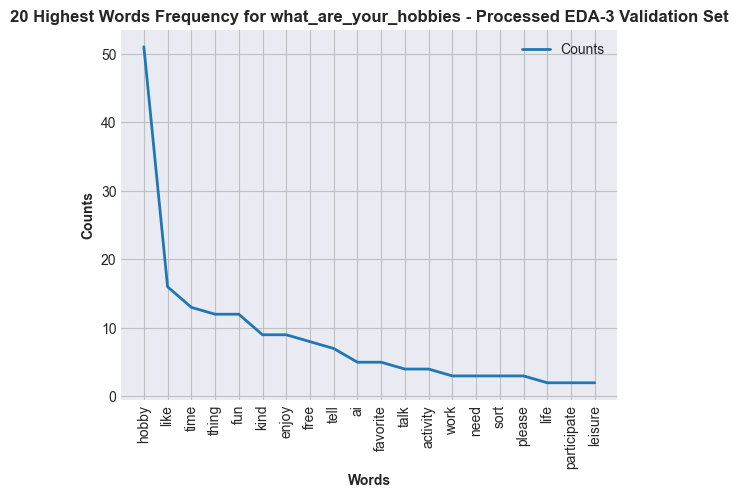 20 Highest Words Frequency for what_are_your_hobbies - Processed EDA-3 Validation Set
Counts
50
40
30
20
10
0
Counts
hobby
like
time
thing
fun
kind
enjoy
free
tell
ai
favorite
talk
activity
work
need
sort
please
life
participate
leisure
Words